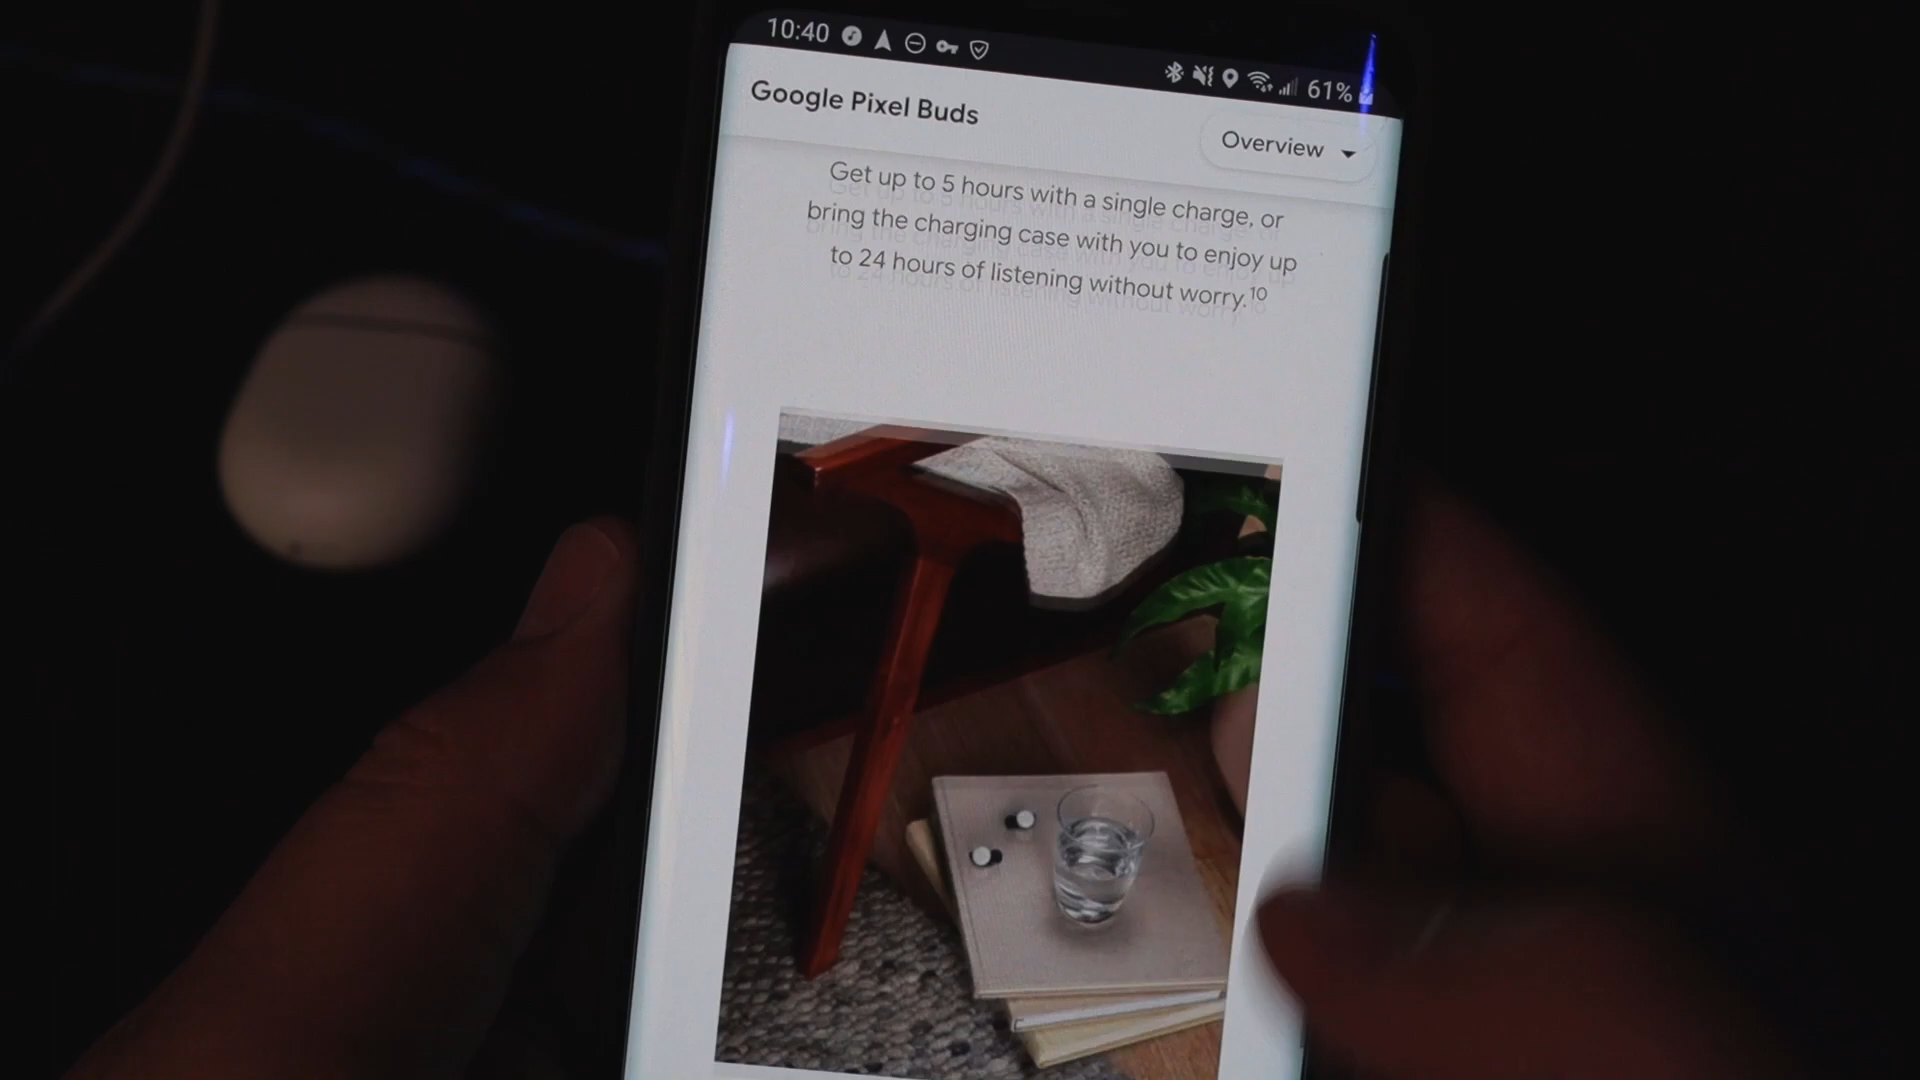 10:40
61%
Google Pixel Buds
Overview
Get up to 5 hours with a single charge, or
bring the charging case with you to enjoy up
to 24 hours of listening without worry.¹⁰